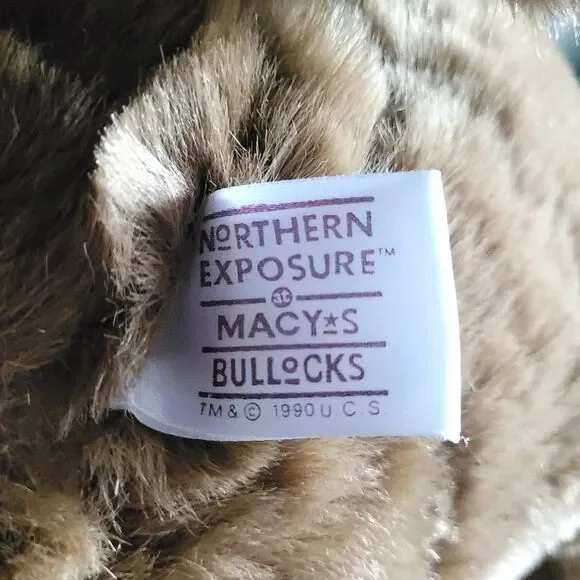 NORTHERN
EXPOSURE™
at
MACY★S
BULLOCKS
TM & © 1990 U.C.S.